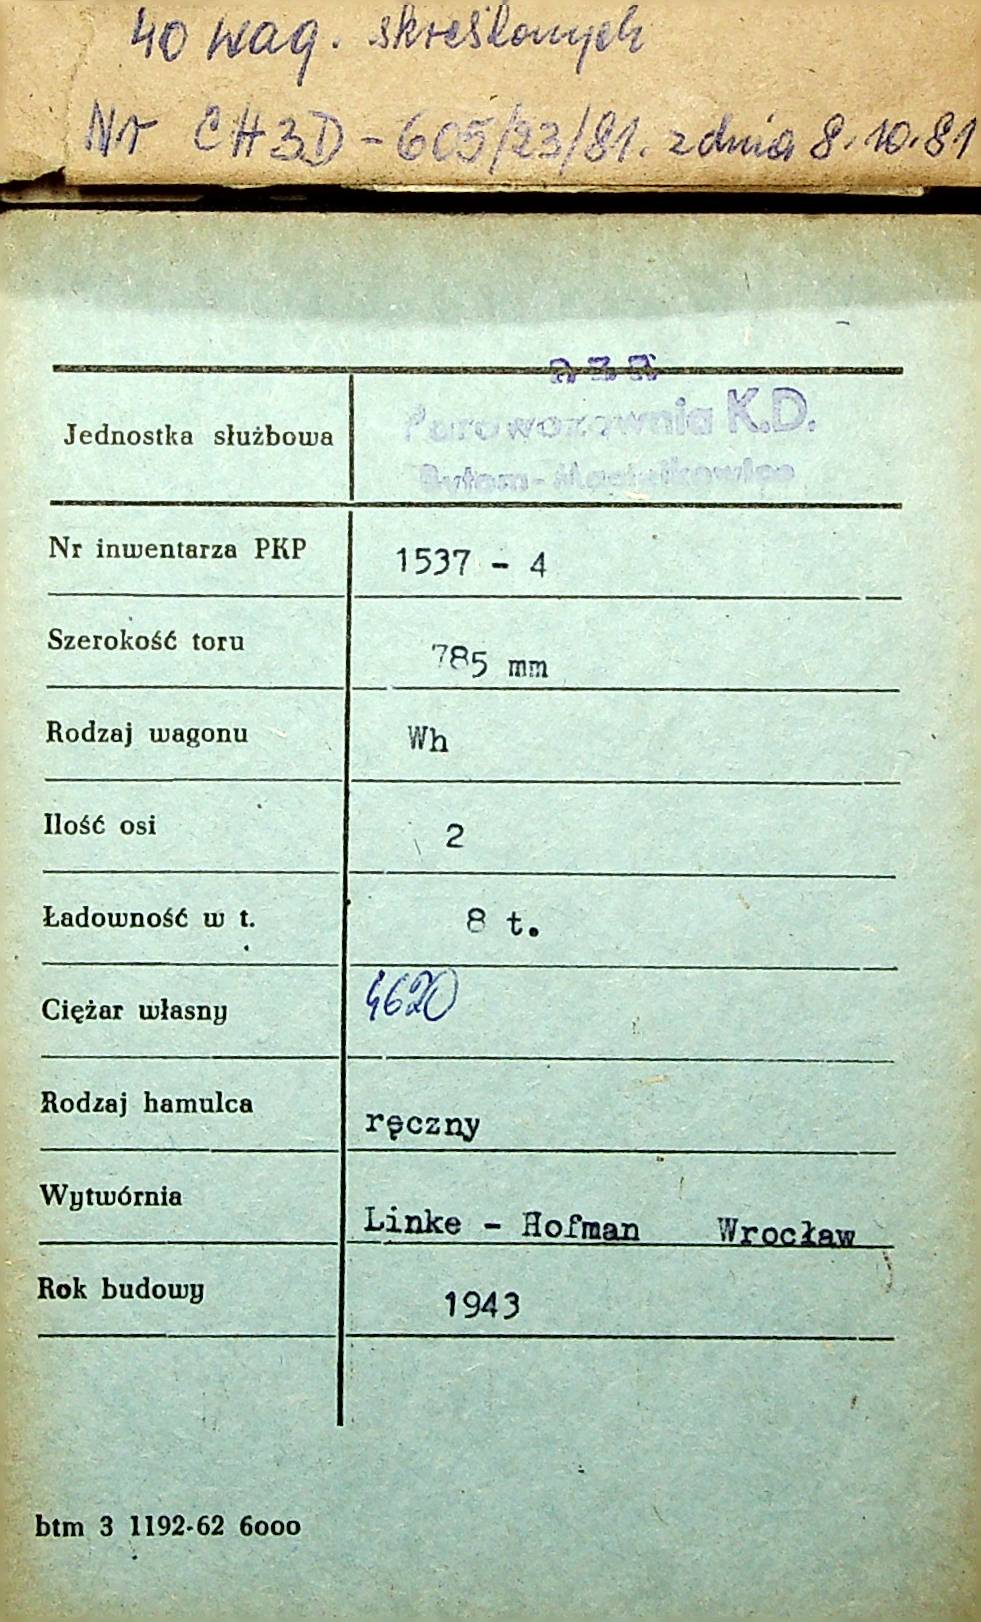 40 wag. skreślonych
Nr CH3D-605/23/81. z dnia 8.10.81
Jednostka służbowa
Parowozownia K.D.
Bytom-
Nr inwentarza PKP 1537 - 4
Szerokość toru 785 mm
Rodzaj wagonu Wh
Ilość osi 2
Ładowność w t. 8 t.
Ciężar własny 4620
Rodzaj hamulca ręczny
Wytwórnia Linke - Hofman Wrocław
Rok budowy 1943
btm 3 1192-62 6000